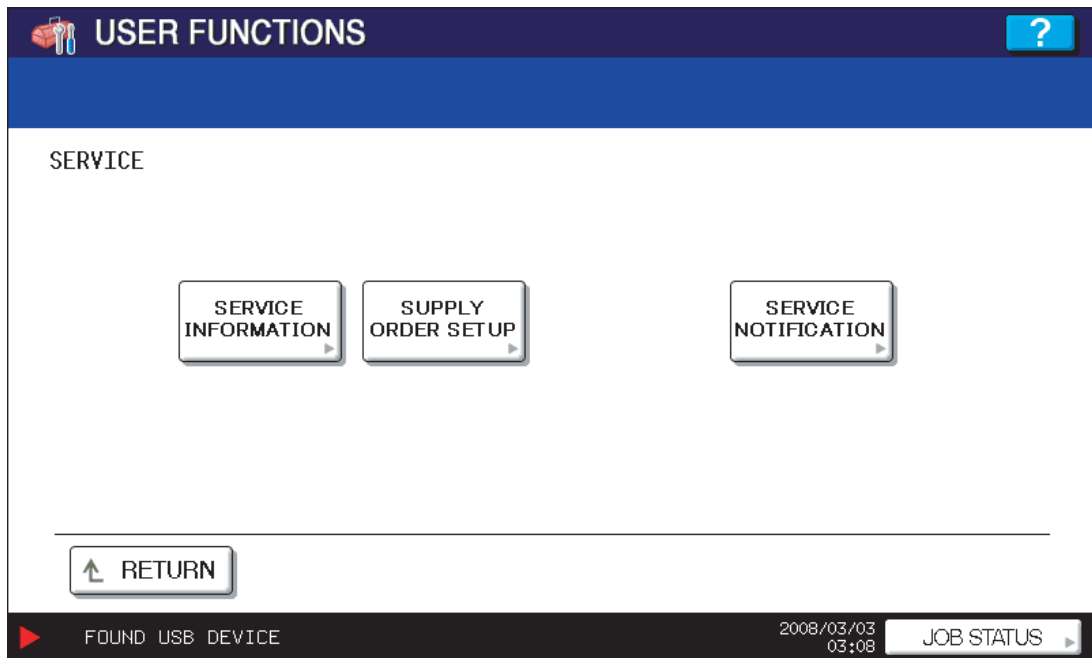 USER FUNCTIONS
?
SERVICE
SERVICE
INFORMATION
SUPPLY
ORDER SETUP
SERVICE
NOTIFICATION
RETURN
FOUND USB DEVICE
2008/03/03
03:08
JOB STATUS